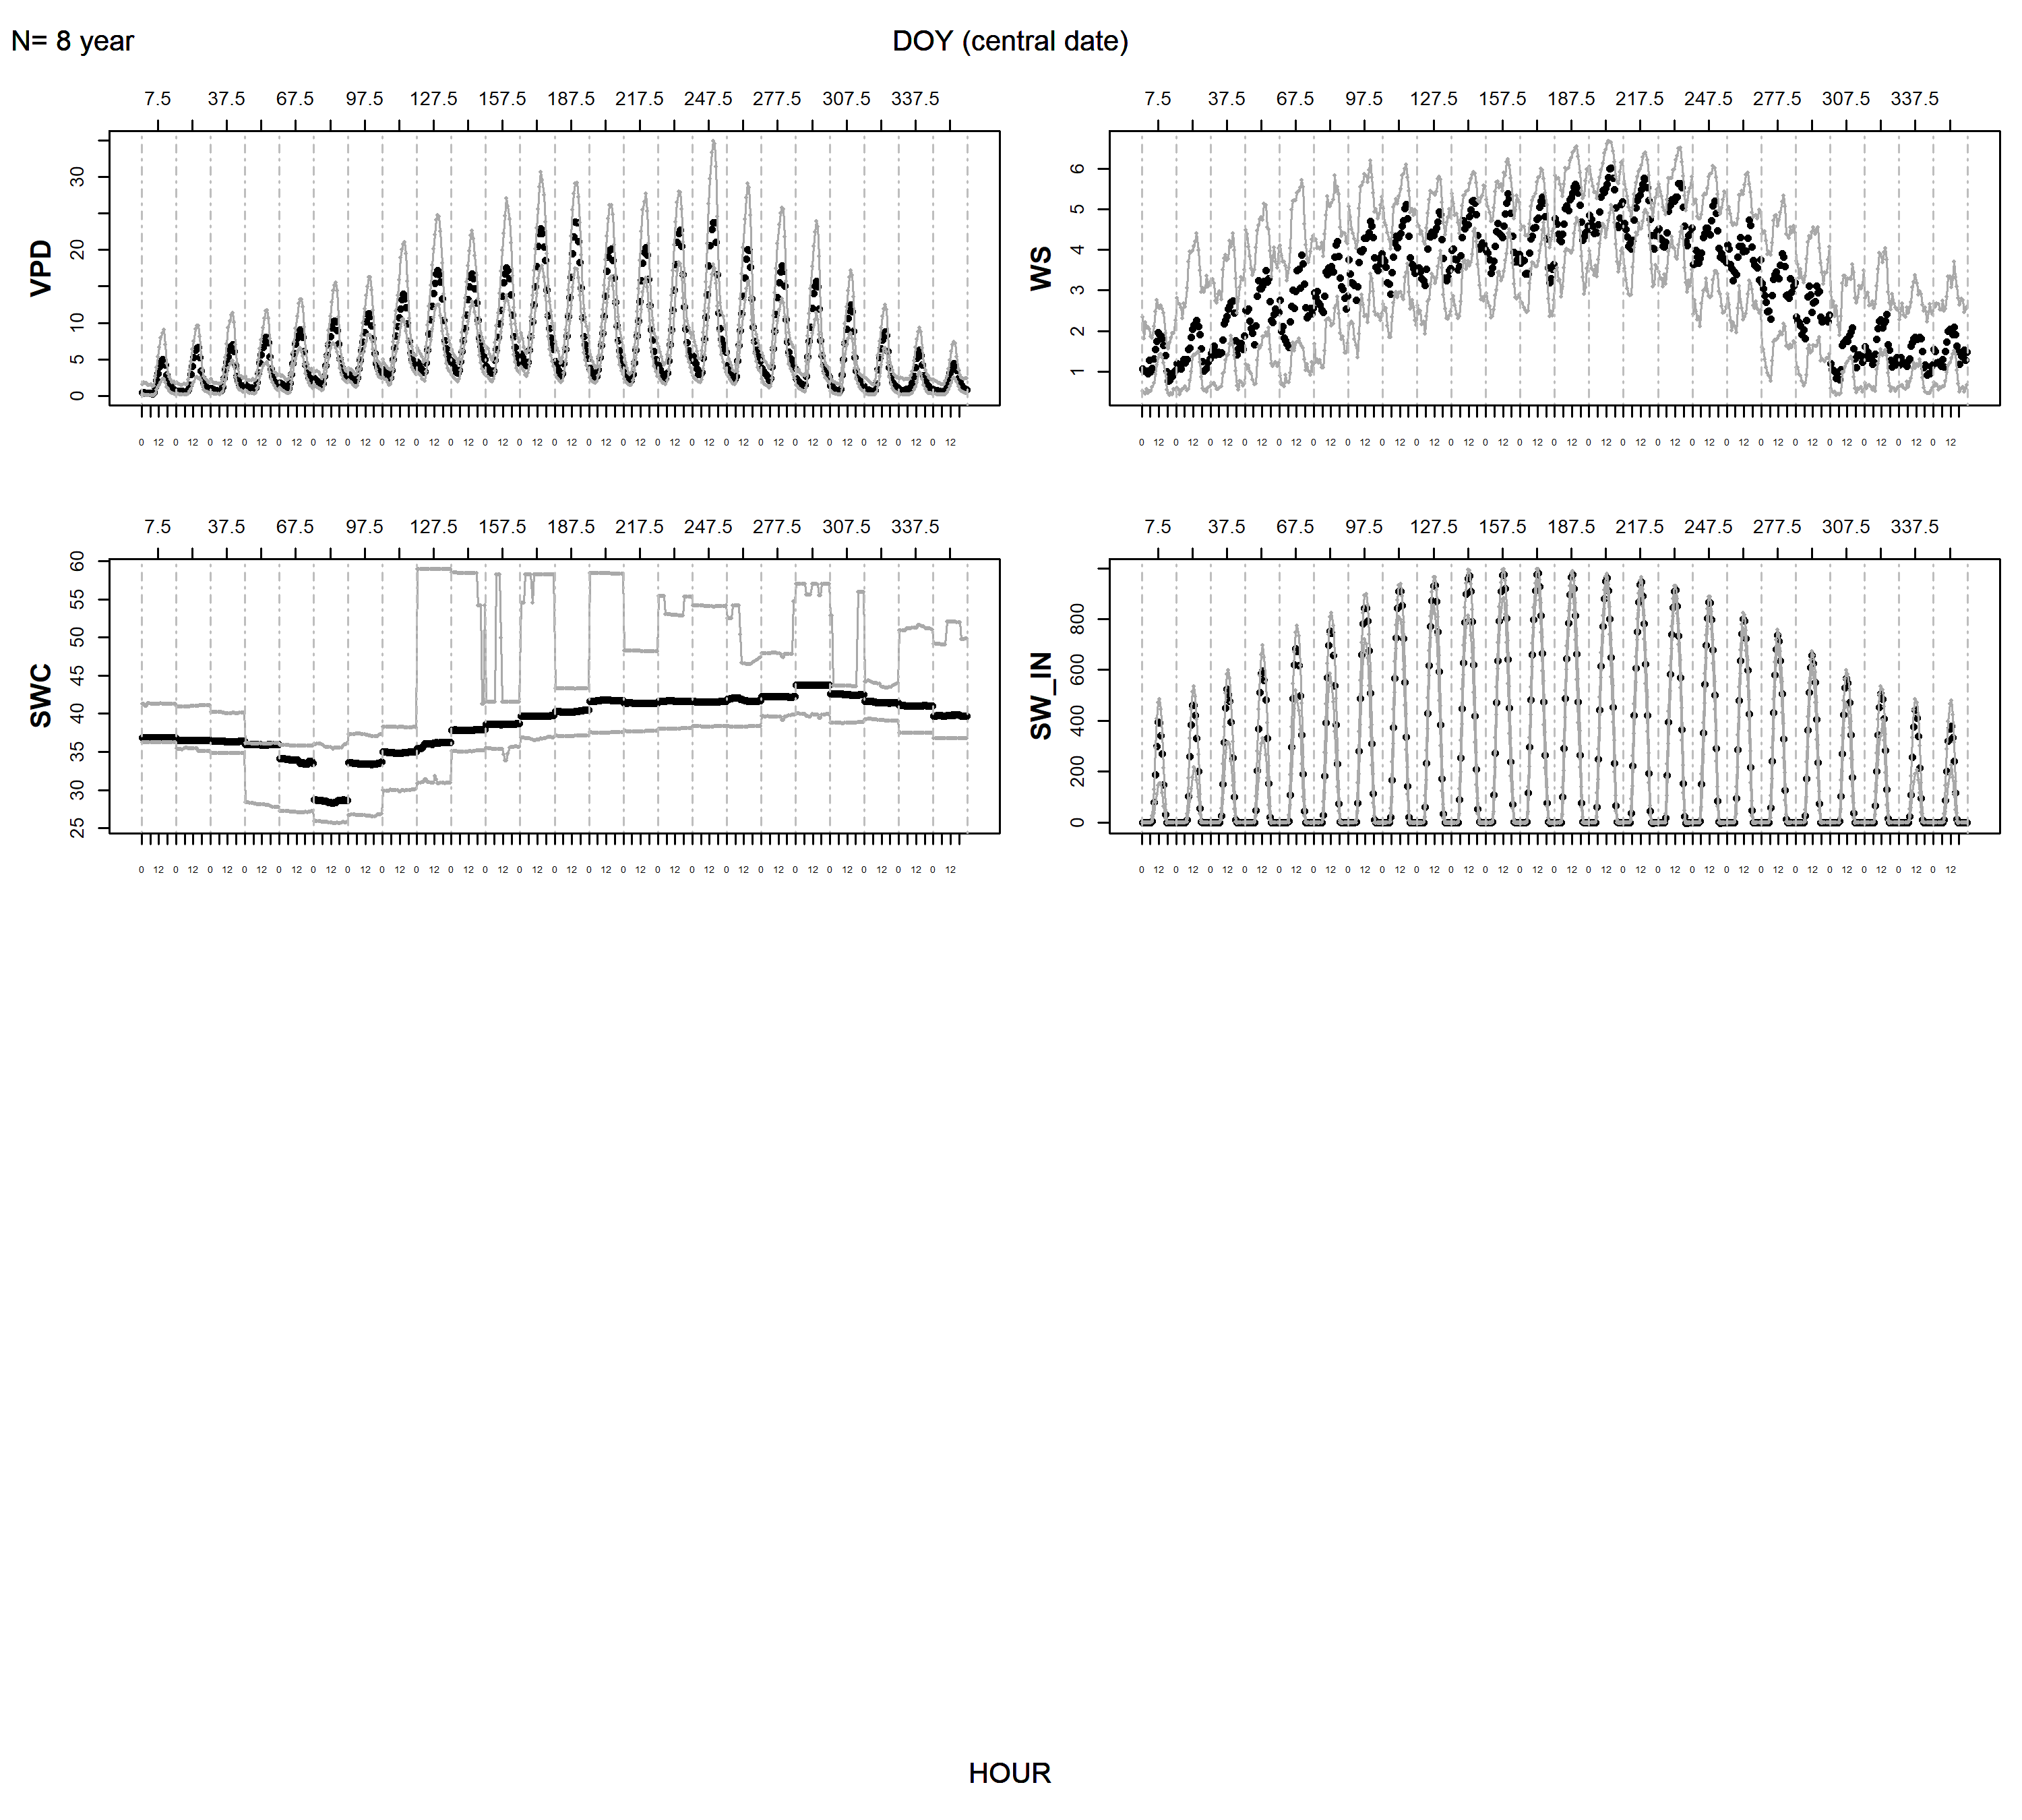 N= 8 year
DOY (central date)
7.5 37.5 67.5 97.5 127.5 157.5 187.5 217.5 247.5 277.5 307.5 337.5
VPD
0 5 10 20 30
0 12 0 12 0 12 0 12 0 12 0 12 0 12 0 12 0 12 0 12 0 12 0 12 0 12 0 12 0 12 0 12 0 12 0 12 0 12 0 12 0 12 0 12 0 12 0 12
7.5 37.5 67.5 97.5 127.5 157.5 187.5 217.5 247.5 277.5 307.5 337.5
WS
1 2 3 4 5 6
0 12 0 12 0 12 0 12 0 12 0 12 0 12 0 12 0 12 0 12 0 12 0 12 0 12 0 12 0 12 0 12 0 12 0 12 0 12 0 12 0 12 0 12 0 12 0 12
7.5 37.5 67.5 97.5 127.5 157.5 187.5 217.5 247.5 277.5 307.5 337.5
SWC
25 30 35 40 45 50 55 60
0 12 0 12 0 12 0 12 0 12 0 12 0 12 0 12 0 12 0 12 0 12 0 12 0 12 0 12 0 12 0 12 0 12 0 12 0 12 0 12 0 12 0 12 0 12 0 12
7.5 37.5 67.5 97.5 127.5 157.5 187.5 217.5 247.5 277.5 307.5 337.5
SW_IN
0 200 400 600 800
0 12 0 12 0 12 0 12 0 12 0 12 0 12 0 12 0 12 0 12 0 12 0 12 0 12 0 12 0 12 0 12 0 12 0 12 0 12 0 12 0 12 0 12 0 12 0 12
HOUR